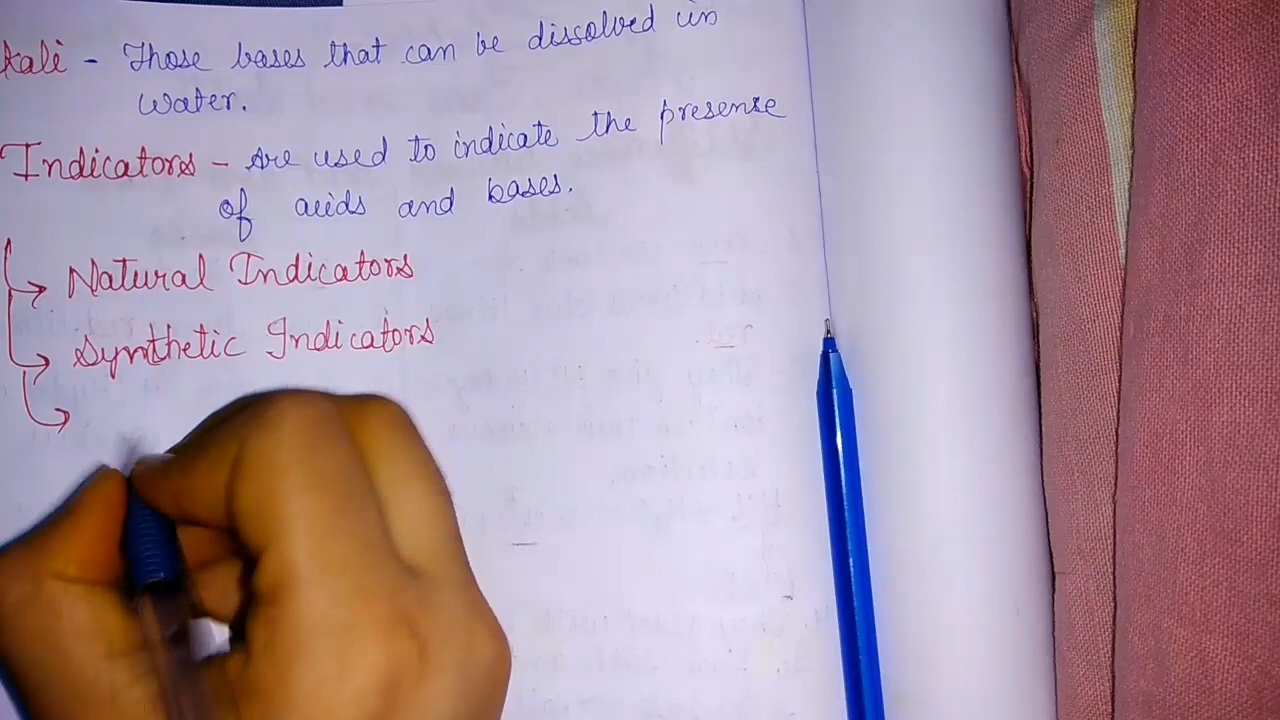 kali - Those bases that can be dissolved in
water.
Indicators - Are used to indicate the presense
of acids and bases.
Natural Indicators
Synthetic Indicators